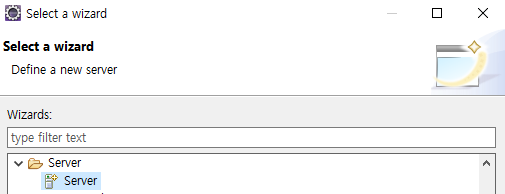 Select a wizard
Select a wizard
Define a new server
Wizards:
type filter text
Server
Server